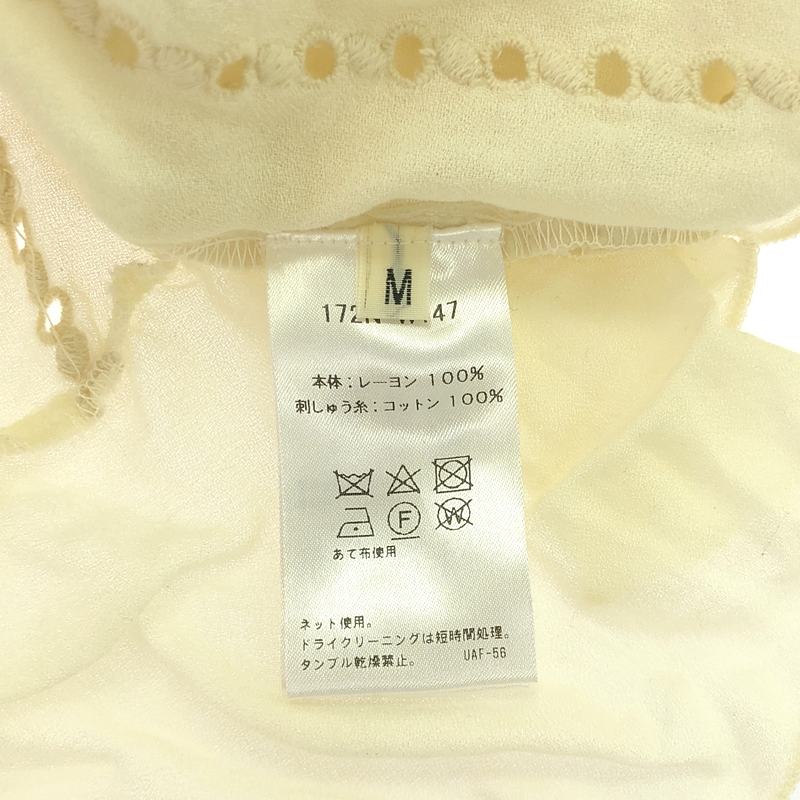 M
本体：レーヨン 100%
刺しゅう糸：コットン 100%
F W
あて布使用
ネット使用。
ドライクリーニングは短時間処理。
タンブル乾燥禁止。 UAF-56